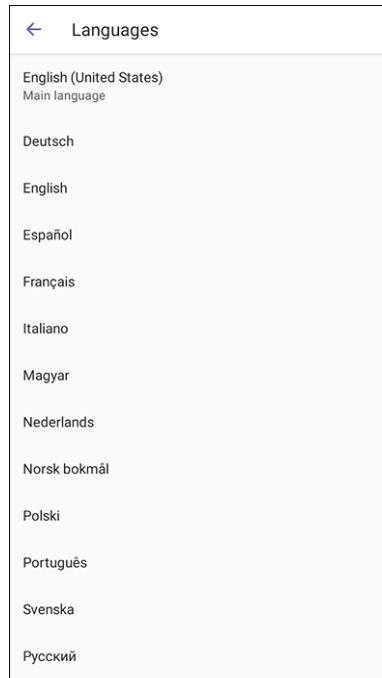 Languages
English (United States)
Main language
Deutsch
English
Español
Français
Italiano
Magyar
Nederlands
Norsk bokmål
Polski
Português
Svenska
Русский